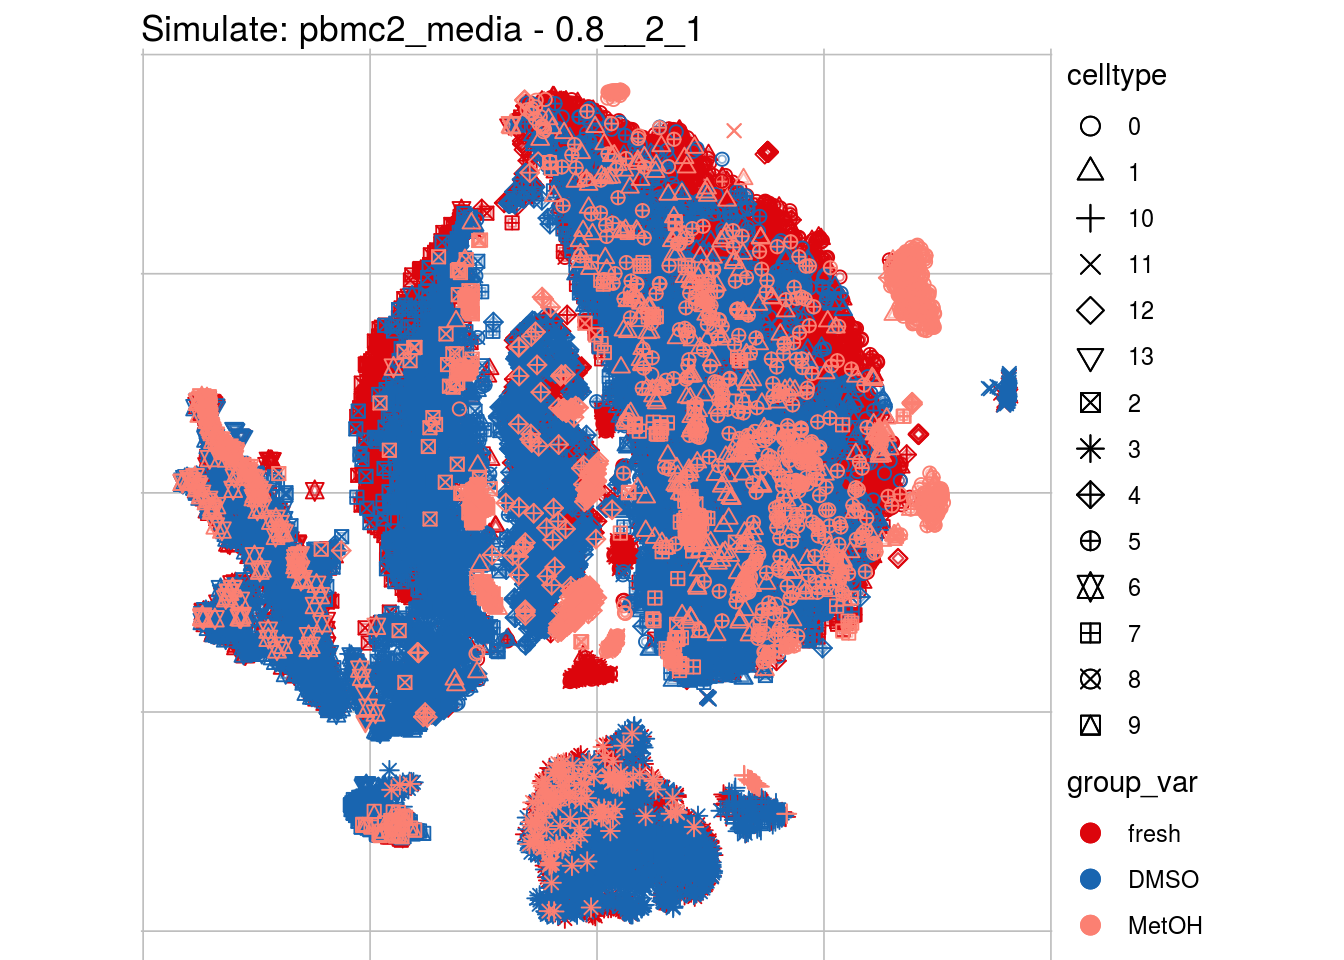 Simulate: pbmc2_media - 0.8__2_1
celltype
0
1
10
11
12
13
2
3
4
5
6
7
8
9
group_var
fresh
DMSO
MetOH